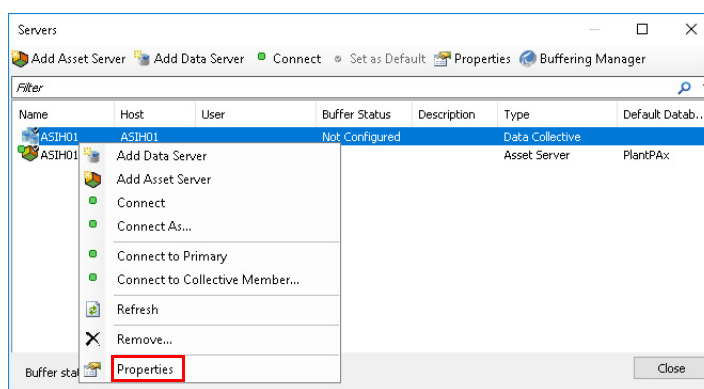 Servers
Add Asset Server Add Data Server Connect Set as Default Properties Buffering Manager
Filter
Name Host User Buffer Status Description Type Default Datab...
ASIH01 ASIH01 Not Configured Data Collective
ASIH01 Asset Server PlantPAx
Add Data Server
Add Asset Server
Connect
Connect As...
Connect to Primary
Connect to Collective Member...
Refresh
Remove...
Properties
Buffer sta
Close